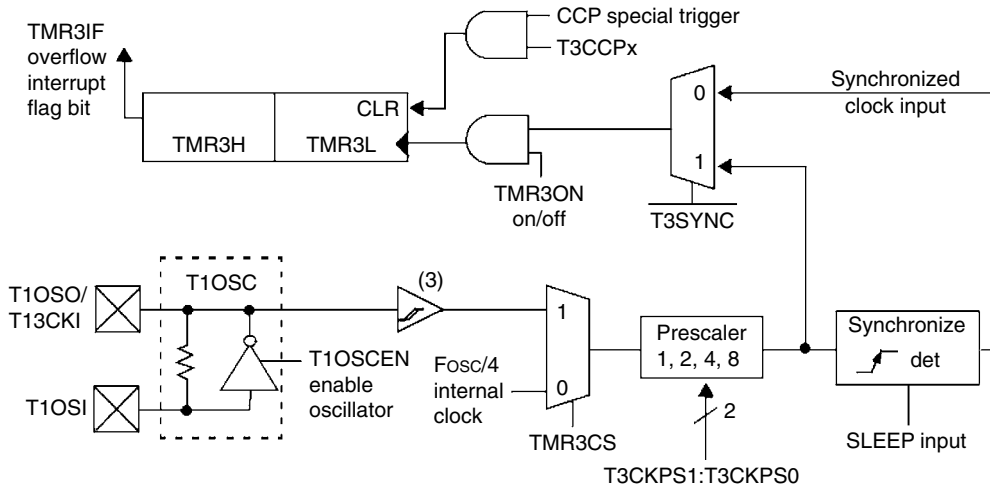 CCP special trigger
T3CCPx
TMR3IF
overflow
interrupt
flag bit
CLR
TMR3H
TMR3L
TMR3ON
on/off
0
1
T3SYNC
Synchronized
clock input
T1OSO/
T13CKI
T1OSI
T1OSC
T1OSCEN
enable
oscillator
(3)
FOSC/4
internal
clock
1
0
TMR3CS
Prescaler
1, 2, 4, 8
2
T3CKPS1:T3CKPS0
Synchronize
det
SLEEP input